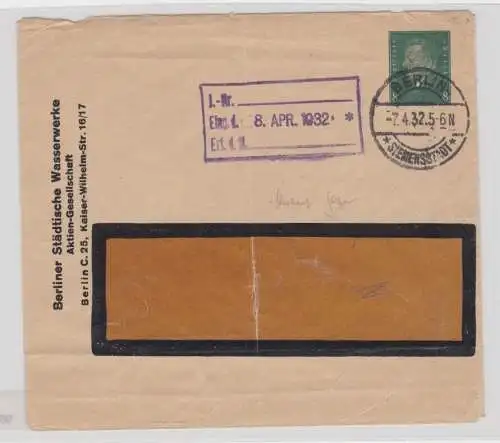 Berliner Städtische Wasserwerke
Aktien-Gesellschaft
Berlin C. 25, Kaiser-Wilhelm-Str. 16/17
J.-Nr.
Eing. d. 8. APR. 1932 *
Erl. d. d.
BERLIN
-7.4.32.5-6N
* SIEMENSSTADT *
8